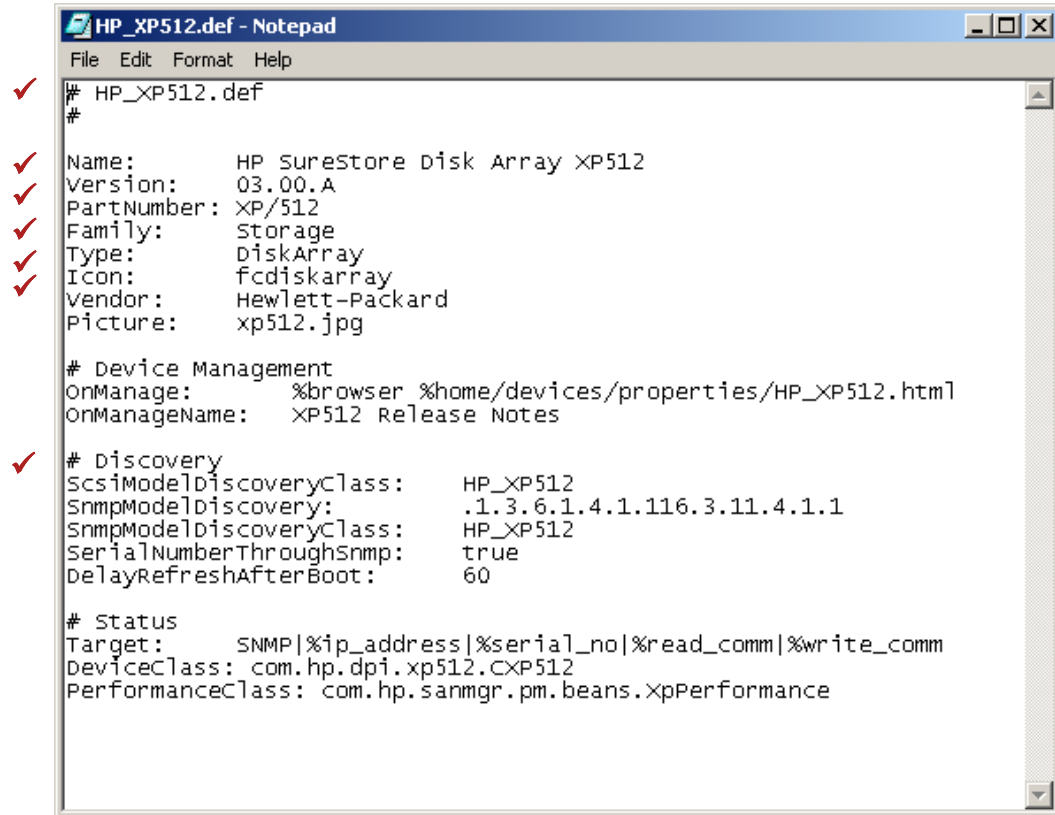 HP_XP512.def - Notepad
File Edit Format Help
# HP_XP512.def
#
Name: HP SureStore Disk Array XP512
Version: 03.00.A
PartNumber: XP/512
Family: Storage
Type: DiskArray
Icon: fcdiskarray
Vendor: Hewlett-Packard
Picture: xp512.jpg
# Device Management
OnManage: %browser %home/devices/properties/HP_XP512.html
OnManageName: XP512 Release Notes
# Discovery
ScsiModelDiscoveryClass: HP_XP512
SnmpModelDiscovery: .1.3.6.1.4.1.116.3.11.4.1.1
SnmpModelDiscoveryClass: HP_XP512
SerialNumberThroughSnmp: true
DelayRefreshAfterBoot: 60
# Status
Target: SNMP|%ip_address|%serial_no|%read_comm|%write_comm
DeviceClass: com.hp.dpi.xp512.CXP512
PerformanceClass: com.hp.sanmgr.pm.beans.XpPerformance